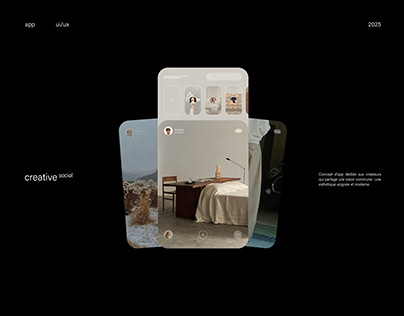 app ui/ux 2025
creative social
Concept d'app dédiée aux créateurs
qui partage une vision commune : une
esthétique soignée et moderne.